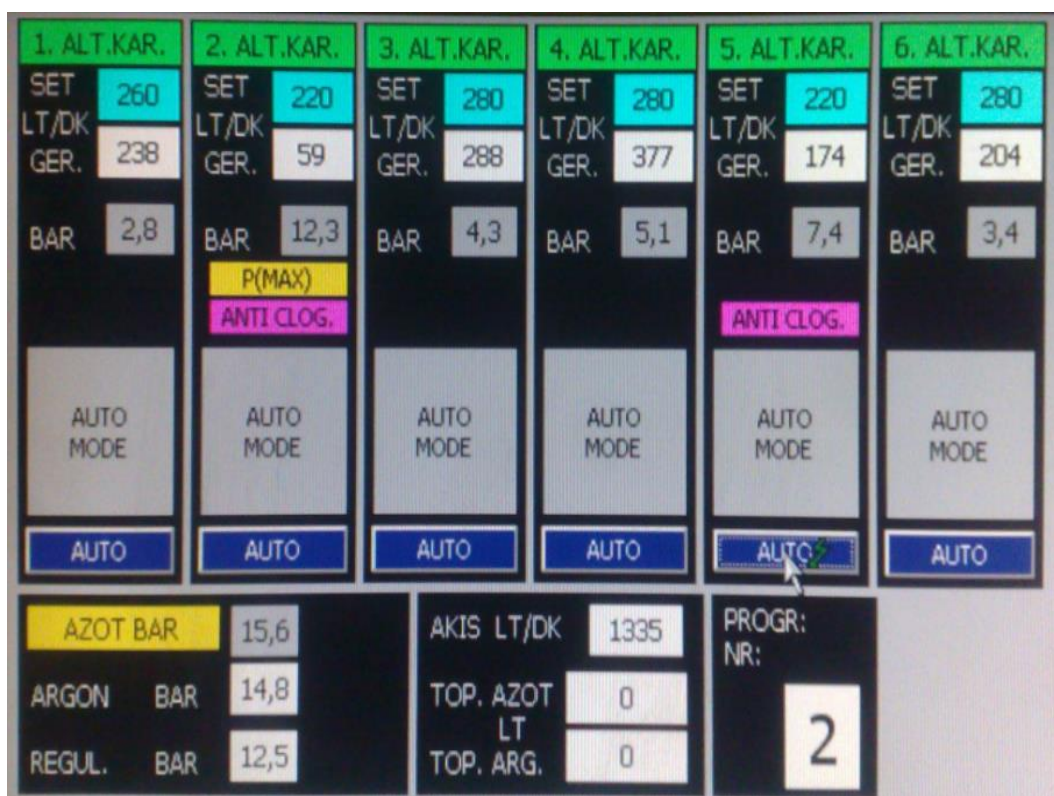 1. ALT.KAR.
SET 260
LT/DK
GER. 238
BAR 2,8
AUTO
MODE
AUTO
2. ALT.KAR.
SET 220
LT/DK
GER. 59
BAR 12,3
P(MAX)
ANTI CLOG.
AUTO
MODE
AUTO
3. ALT.KAR.
SET 280
LT/DK
GER. 288
BAR 4,3
AUTO
MODE
AUTO
4. ALT.KAR.
SET 280
LT/DK
GER. 377
BAR 5,1
AUTO
MODE
AUTO
5. ALT.KAR.
SET 220
LT/DK
GER. 174
BAR 7,4
ANTI CLOG.
AUTO
MODE
AUTO
6. ALT.KAR.
SET 280
LT/DK
GER. 204
BAR 3,4
AUTO
MODE
AUTO
AZOT BAR 15,6
ARGON BAR 14,8
REGUL. BAR 12,5
AKIS LT/DK 1335
TOP. AZOT 0
LT
TOP. ARG. 0
PROGR:
NR:
2